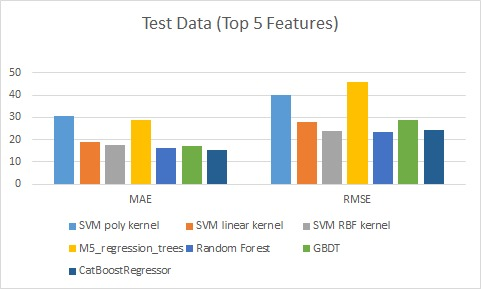 Test Data (Top 5 Features)
50
40
30
20
10
0
MAE RMSE
SVM poly kernel SVM linear kernel SVM RBF kernel
M5_regression_trees Random Forest GBDT
CatBoostRegressor